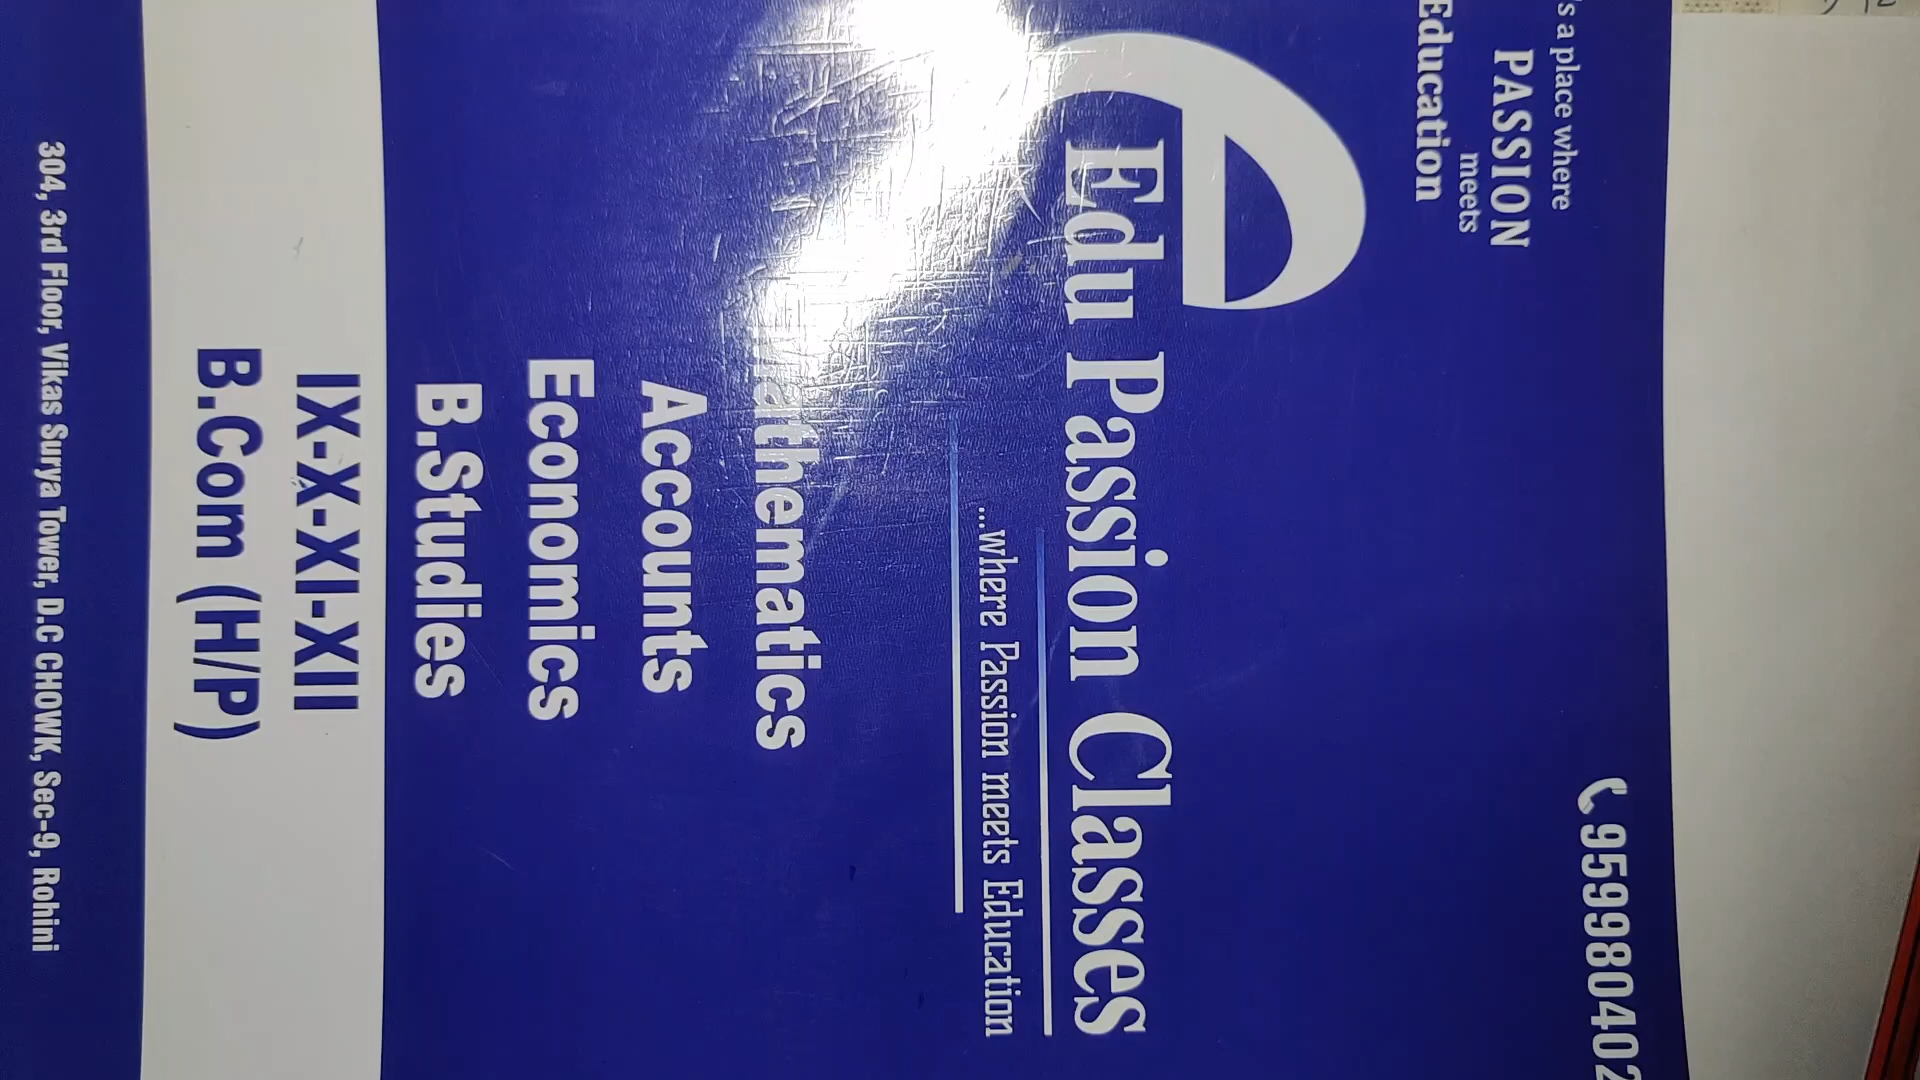 's a place where
PASSION
meets
Education
Edu Passion Classes
...where Passion meets Education
Mathematics
Accounts
Economics
B.Studies
IX-X-XI-XII
B.Com (H/P)
304, 3rd Floor, Vikas Surya Tower, D.C CHOWK, Sec-9, Rohini